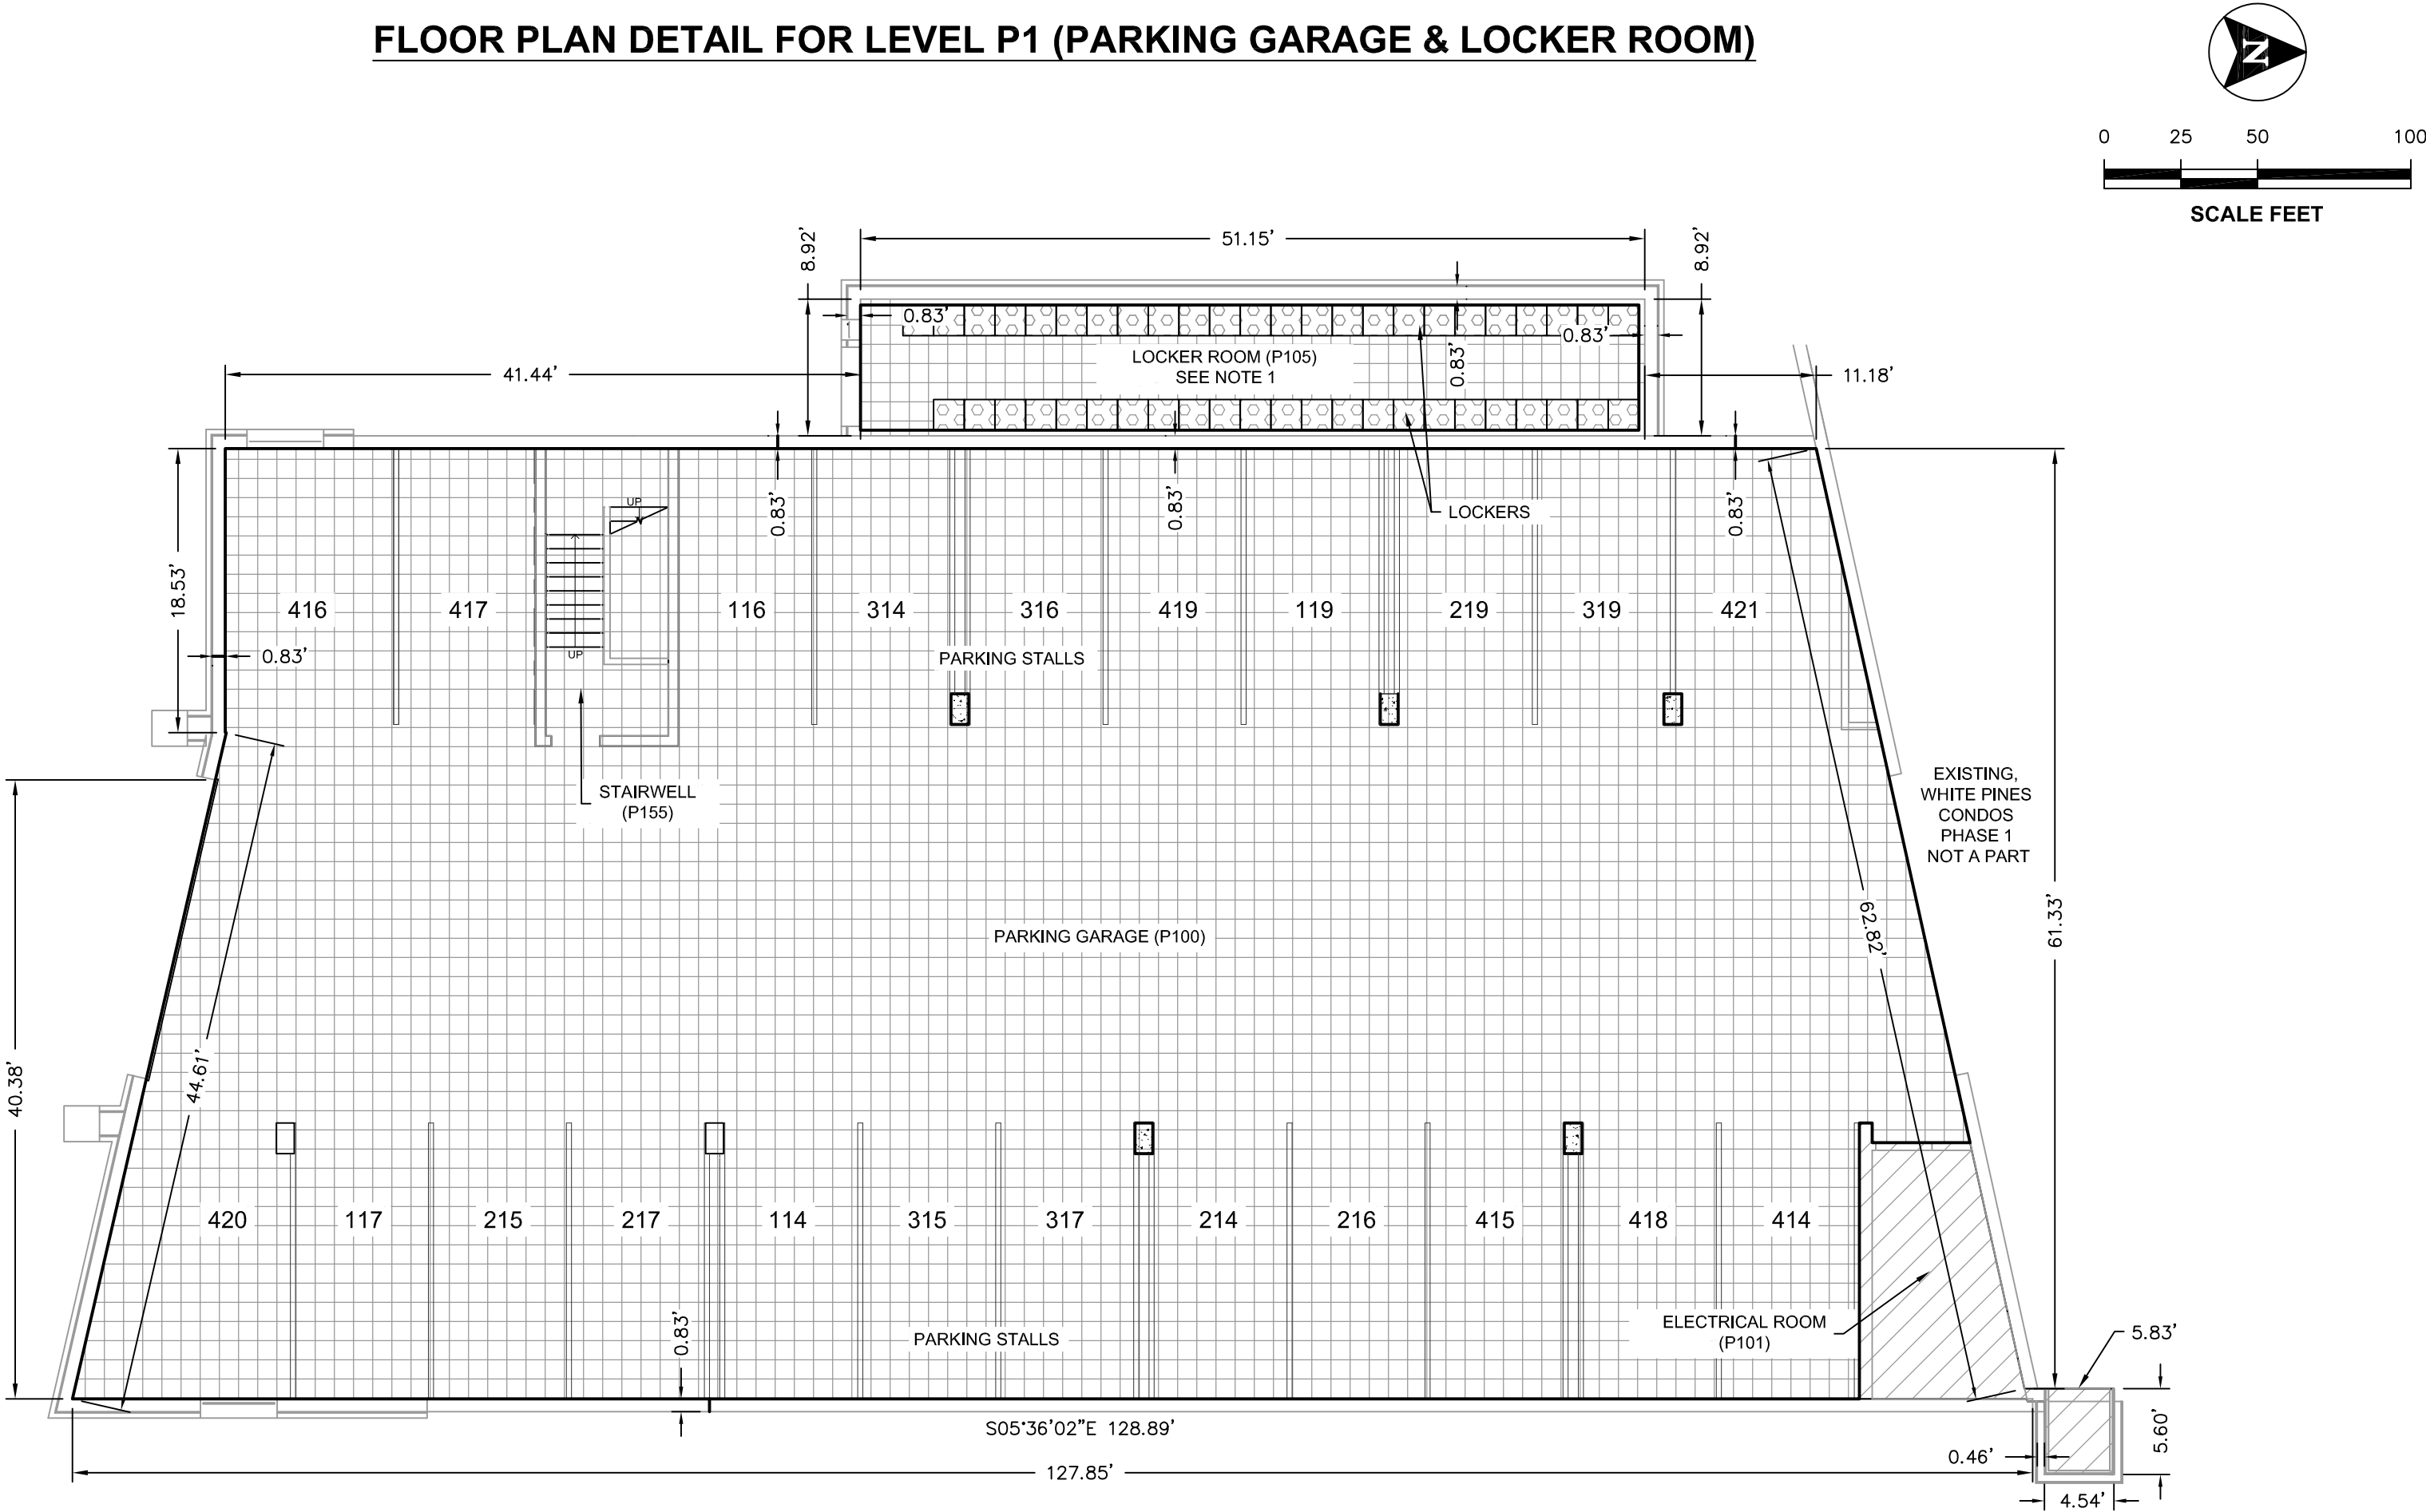 FLOOR PLAN DETAIL FOR LEVEL P1 (PARKING GARAGE & LOCKER ROOM)
N
0 25 50 100
SCALE FEET
51.15'
8.92'
8.92'
0.83'
0.83'
LOCKER ROOM (P105)
SEE NOTE 1
0.83'
41.44'
11.18'
LOCKERS
0.83'
0.83'
0.83'
UP
18.53'
416 417 116 314 316 419 119 219 319 421
0.83'
UP
PARKING STALLS
STAIRWELL
(P155)
EXISTING,
WHITE PINES
CONDOS
PHASE 1
NOT A PART
PARKING GARAGE (P100)
62.82'
61.33'
44.61'
40.38'
420 117 215 217 114 315 317 214 216 415 418 414
0.83'
PARKING STALLS
ELECTRICAL ROOM
(P101)
5.83'
S05°36'02"E 128.89'
5.60'
0.46'
127.85'
4.54'